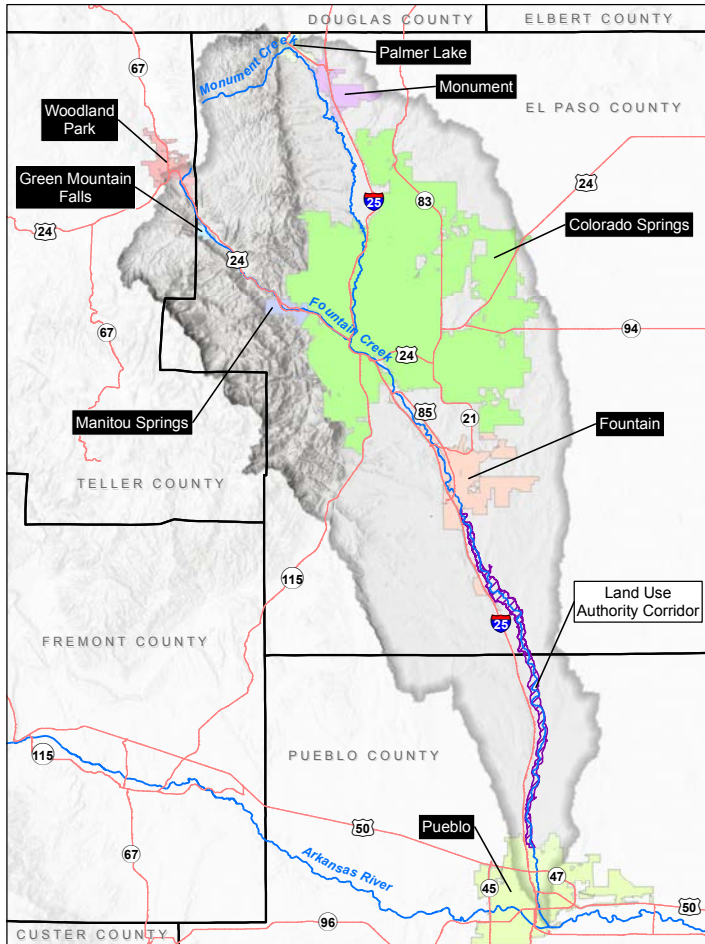 DOUGLAS COUNTY
ELBERT COUNTY
Palmer Lake
67
Monument Creek
Monument
EL PASO COUNTY
Woodland
Park
Green Mountain
Falls
24
25
83
24
Colorado Springs
24
67
Fountain Creek
94
24
85
21
Manitou Springs
Fountain
TELLER COUNTY
115
Land Use
Authority Corridor
25
FREMONT COUNTY
115
PUEBLO COUNTY
50
Pueblo
67
Arkansas River
45
47
50
96
CUSTER COUNTY